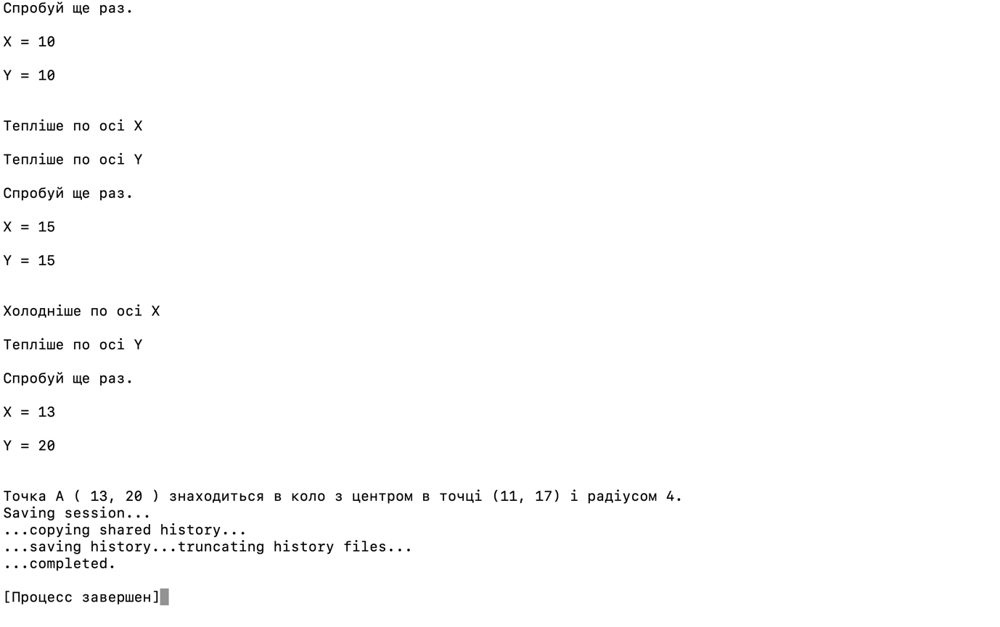 Спробуй ще раз.
X = 10
Y = 10
Тепліше по осі X
Тепліше по осі Y
Спробуй ще раз.
X = 15
Y = 15
Холодніше по осі X
Тепліше по осі Y
Спробуй ще раз.
X = 13
Y = 20
Точка А ( 13, 20 ) знаходиться в коло з центром в точці (11, 17) і радіусом 4.
Saving session...
...copying shared history...
...saving history...truncating history files...
...completed.
[Процесс завершен]